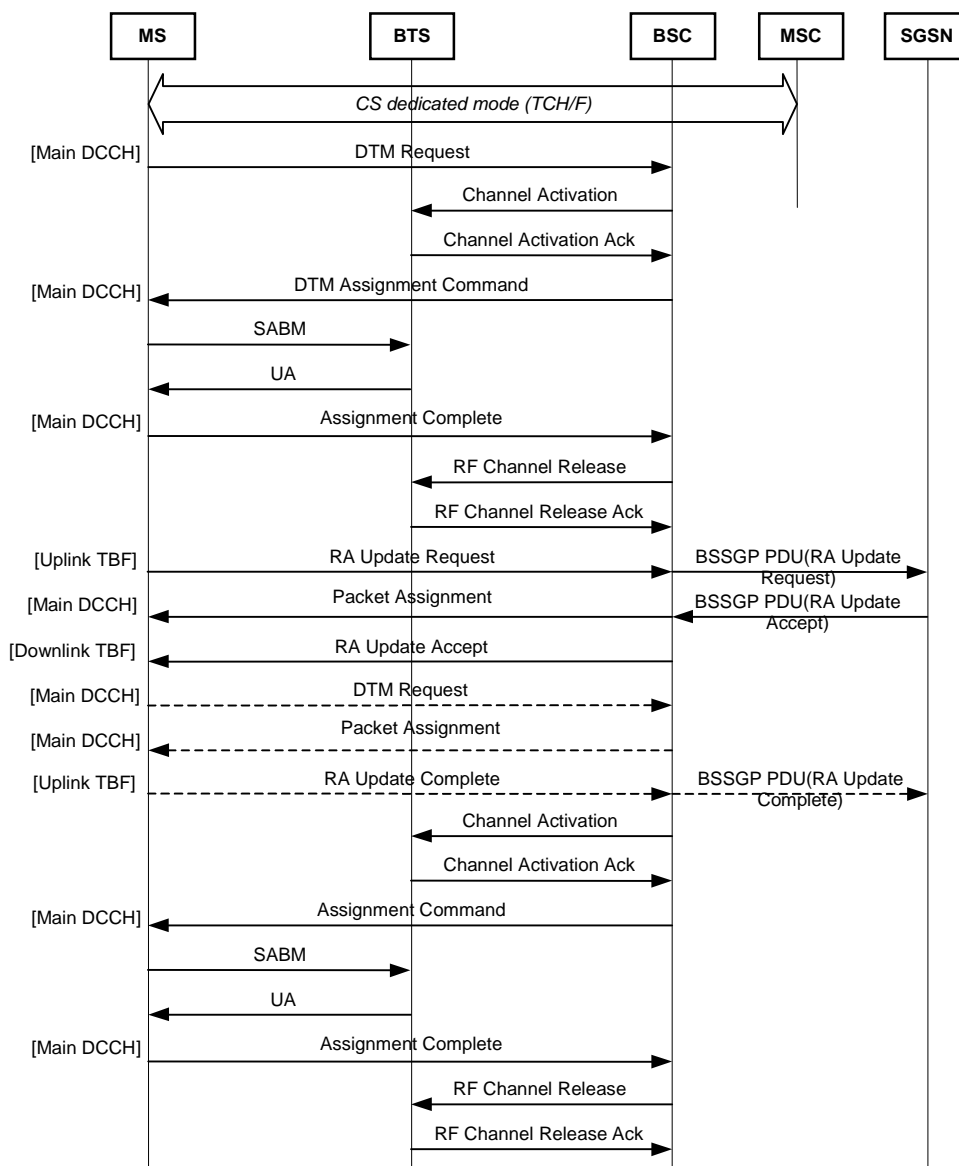 MS BTS BSC MSC SGSN
CS dedicated mode (TCH/F)
[Main DCCH] DTM Request
Channel Activation
Channel Activation Ack
[Main DCCH] DTM Assignment Command
SABM
UA
[Main DCCH] Assignment Complete
RF Channel Release
RF Channel Release Ack
[Uplink TBF] RA Update Request BSSGP PDU(RA Update
Request)
[Main DCCH] Packet Assignment BSSGP PDU(RA Update
Accept)
[Downlink TBF] RA Update Accept
[Main DCCH] DTM Request
[Main DCCH] Packet Assignment
[Uplink TBF] RA Update Complete BSSGP PDU(RA Update
Complete)
Channel Activation
Channel Activation Ack
[Main DCCH] Assignment Command
SABM
UA
[Main DCCH] Assignment Complete
RF Channel Release
RF Channel Release Ack